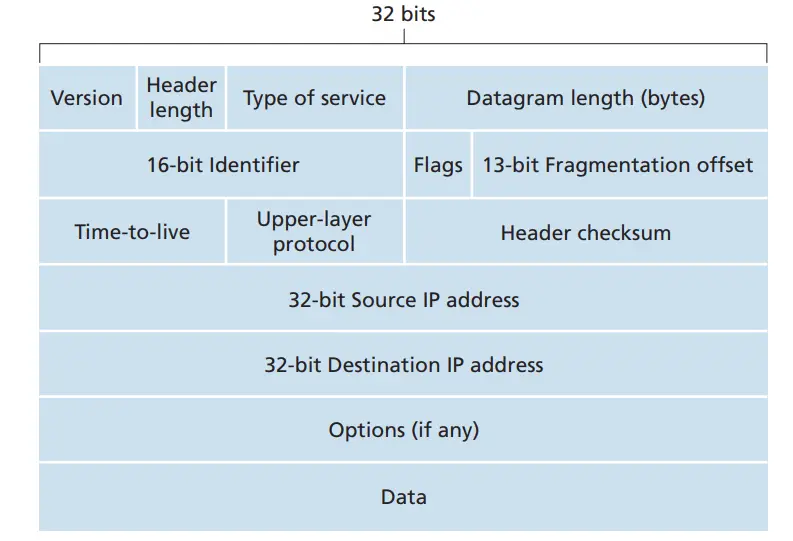 32 bits
Version
Header
length
Type of service
Datagram length (bytes)
16-bit Identifier
Flags
13-bit Fragmentation offset
Time-to-live
Upper-layer
protocol
Header checksum
32-bit Source IP address
32-bit Destination IP address
Options (if any)
Data